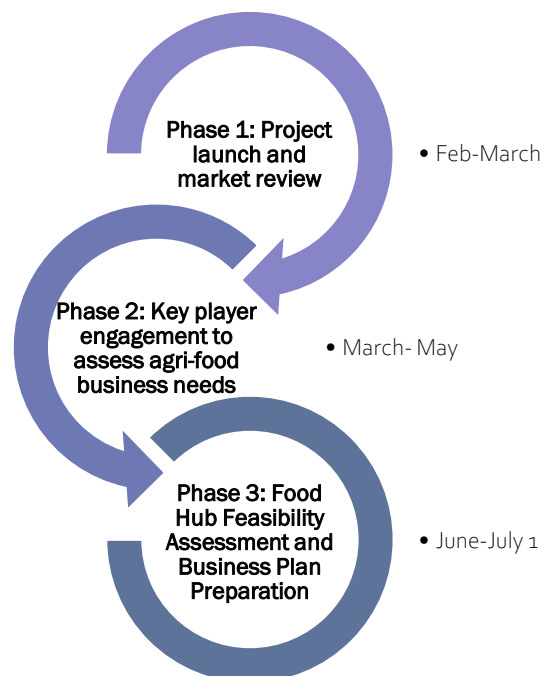 Phase 1: Project
launch and
market review
• Feb-March
Phase 2: Key player
engagement to
assess agri-food
business needs
• March- May
Phase 3: Food
Hub Feasibility
Assessment and
Business Plan
Preparation
• June-July 1